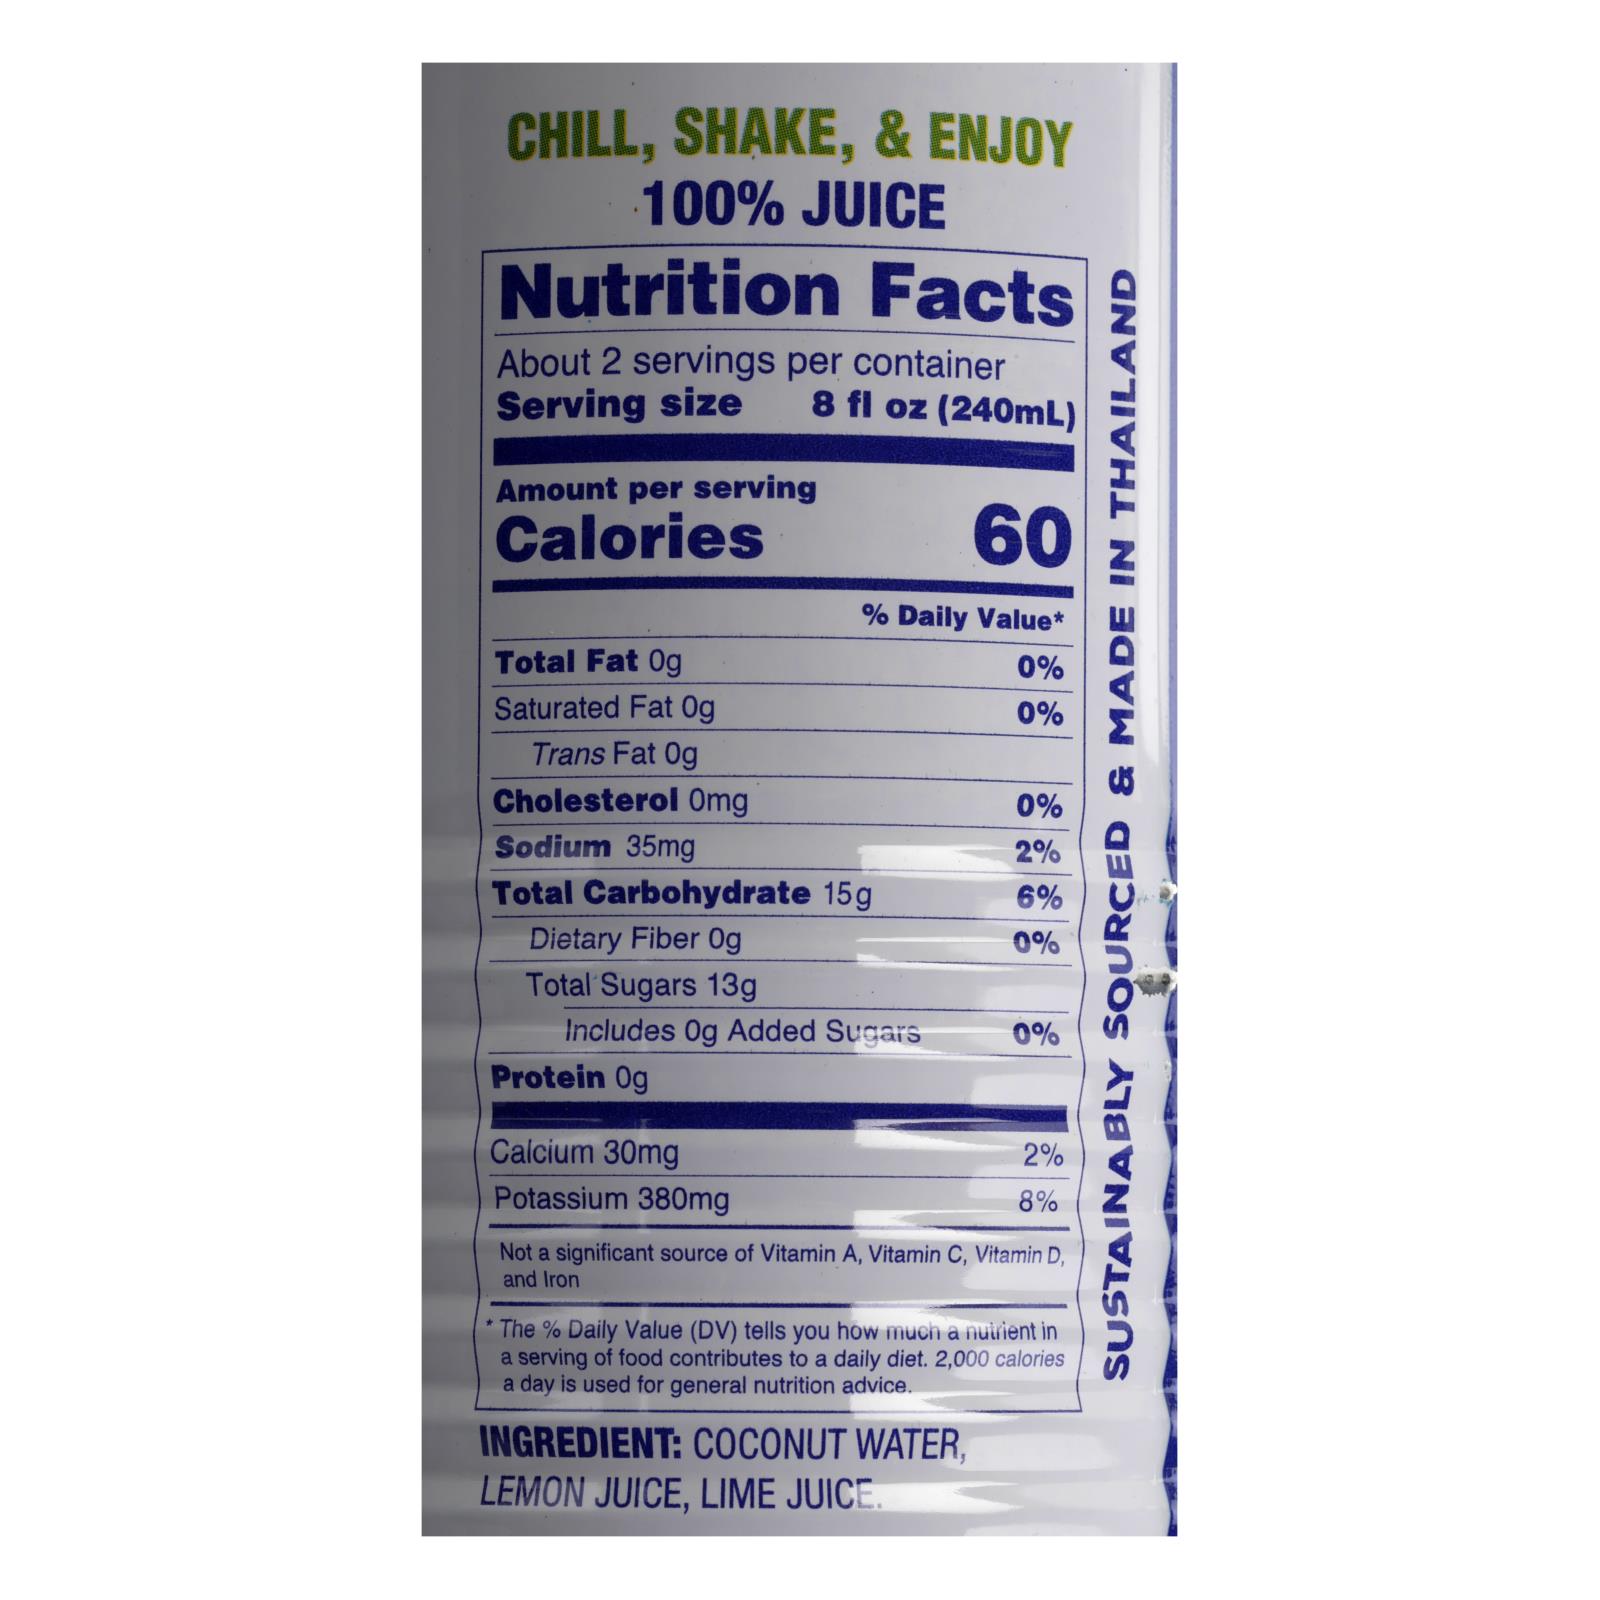 CHILL, SHAKE, & ENJOY
100% JUICE
Nutrition Facts
About 2 servings per container
Serving size 8 fl oz (240mL)
Amount per serving
Calories 60
% Daily Value*
Total Fat 0g 0%
Saturated Fat 0g 0%
Trans Fat 0g
Cholesterol 0mg 0%
Sodium 35mg 2%
Total Carbohydrate 15g 6%
Dietary Fiber 0g 0%
Total Sugars 13g
Includes 0g Added Sugars 0%
Protein 0g
Calcium 30mg 2%
Potassium 380mg 8%
Not a significant source of Vitamin A, Vitamin C, Vitamin D,
and Iron
* The % Daily Value (DV) tells you how much a nutrient in
a serving of food contributes to a daily diet. 2,000 calories
a day is used for general nutrition advice.
INGREDIENT: COCONUT WATER,
LEMON JUICE, LIME JUICE.
SUSTAINABLY SOURCED & MADE IN THAILAND